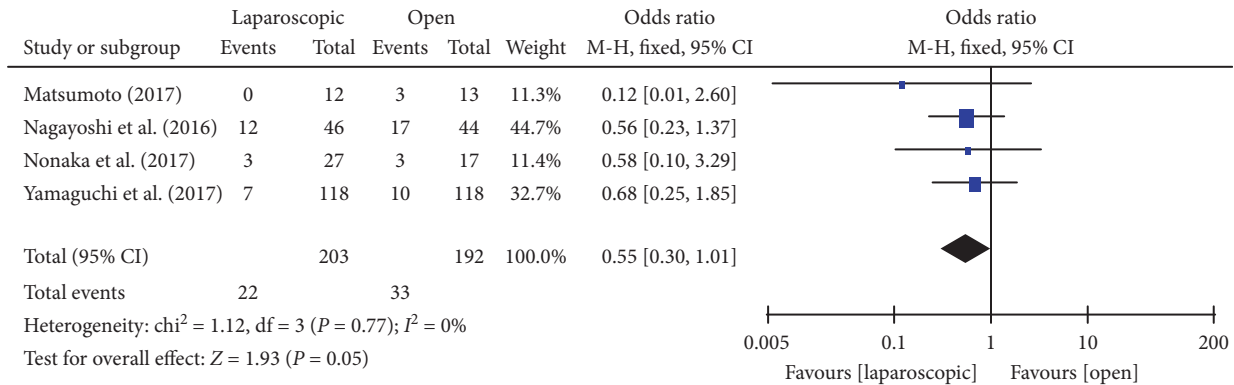 Laparoscopic Open Odds ratio Odds ratio
Study or subgroup Events Total Events Total Weight M-H, fixed, 95% CI M-H, fixed, 95% CI
Matsumoto (2017) 0 12 3 13 11.3% 0.12 [0.01, 2.60]
Nagayoshi et al. (2016) 12 46 17 44 44.7% 0.56 [0.23, 1.37]
Nonaka et al. (2017) 3 27 3 17 11.4% 0.58 [0.10, 3.29]
Yamaguchi et al. (2017) 7 118 10 118 32.7% 0.68 [0.25, 1.85]
Total (95% CI) 203 192 100.0% 0.55 [0.30, 1.01]
Total events 22 33
Heterogeneity: chi² = 1.12, df = 3 (P = 0.77); I² = 0%
Test for overall effect: Z = 1.93 (P = 0.05)
0.005 0.1 1 10 200
Favours [laparoscopic] Favours [open]